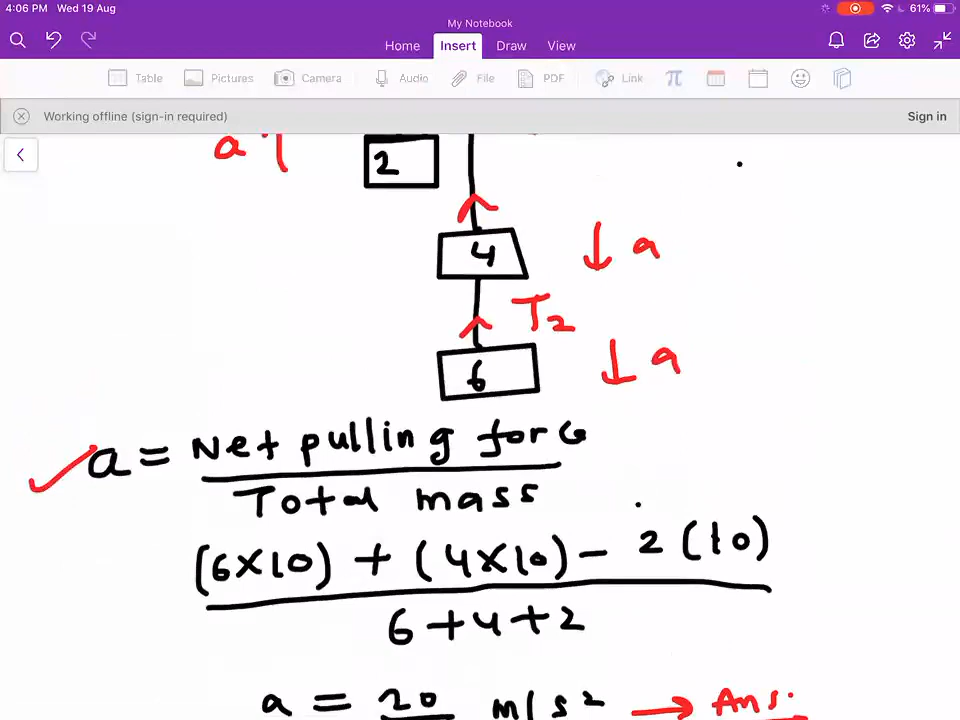 4:06 PM Wed 19 Aug
61%
My Notebook
Home Insert Draw View
Table Pictures Camera Audio File PDF Link
Working offline (sign-in required) Sign in
a
2
4
↓ a
T2
6
↓ a
a = Net pulling force
Total mass
(6×10) + (4×10) - 2(10)
6+4+2
a = 20 m/s² → Ans.